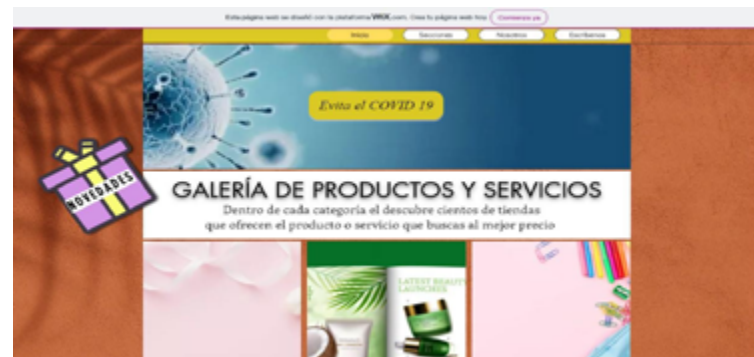 Esta página web se diseñó con la plataforma WIX.com. Crea tu página web hoy. Comienza ya
Inicio Secciones Nosotros Escríbenos
Evita el COVID 19
NOVEDADES
GALERÍA DE PRODUCTOS Y SERVICIOS
Dentro de cada categoría el descubre cientos de tiendas
que ofrecen el producto o servicio que buscas al mejor precio
LATEST BEAUTY
LAUNCHES